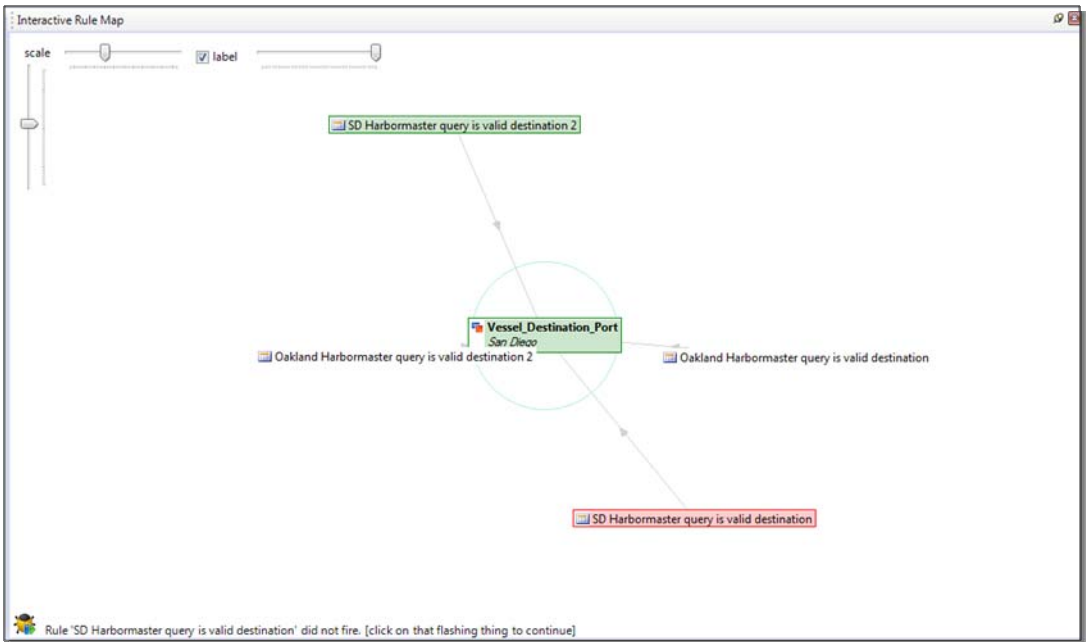 Interactive Rule Map
scale
label
SD Harbormaster query is valid destination 2
Vessel_Destination_Port
San Diego
Oakland Harbormaster query is valid destination 2
Oakland Harbormaster query is valid destination
SD Harbormaster query is valid destination
Rule 'SD Harbormaster query is valid destination' did not fire. [click on that flashing thing to continue]